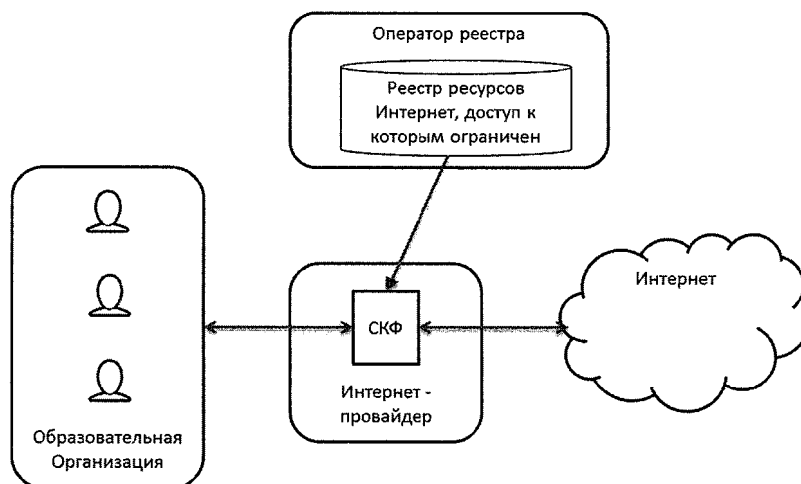 Оператор реестра
Реестр ресурсов
Интернет, доступ к
которым ограничен
Интернет
СКФ
Интернет -
провайдер
Образовательная
Организация